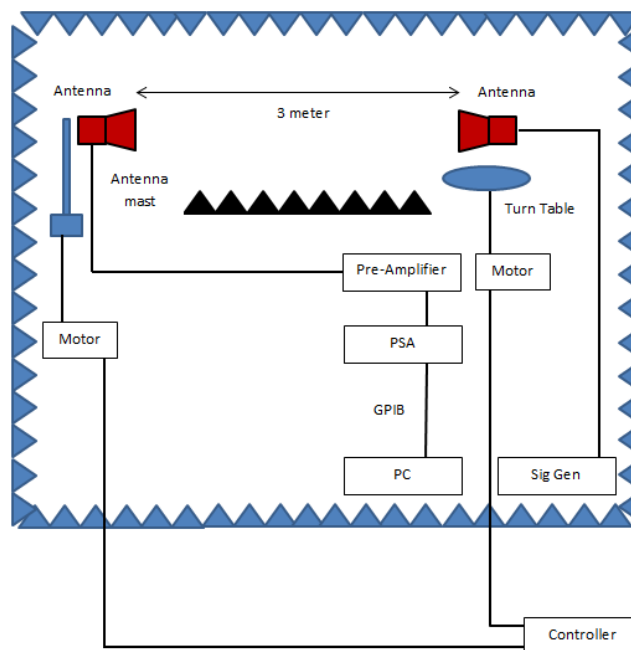 Antenna
Antenna
3 meter
Antenna
mast
Turn Table
Pre-Amplifier
Motor
Motor
PSA
GPIB
PC
Sig Gen
Controller